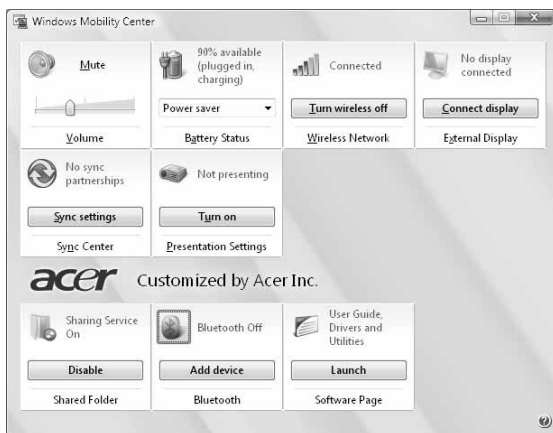 Windows Mobility Center
Mute
Volume
90% available
(plugged in,
charging)
Power saver
Battery Status
Connected
Turn wireless off
Wireless Network
No display
connected
Connect display
External Display
No sync
partnerships
Sync settings
Sync Center
Not presenting
Turn on
Presentation Settings
acer Customized by Acer Inc.
Sharing Service
On
Disable
Shared Folder
Bluetooth Off
Add device
Bluetooth
User Guide,
Drivers and
Utilities
Launch
Software Page